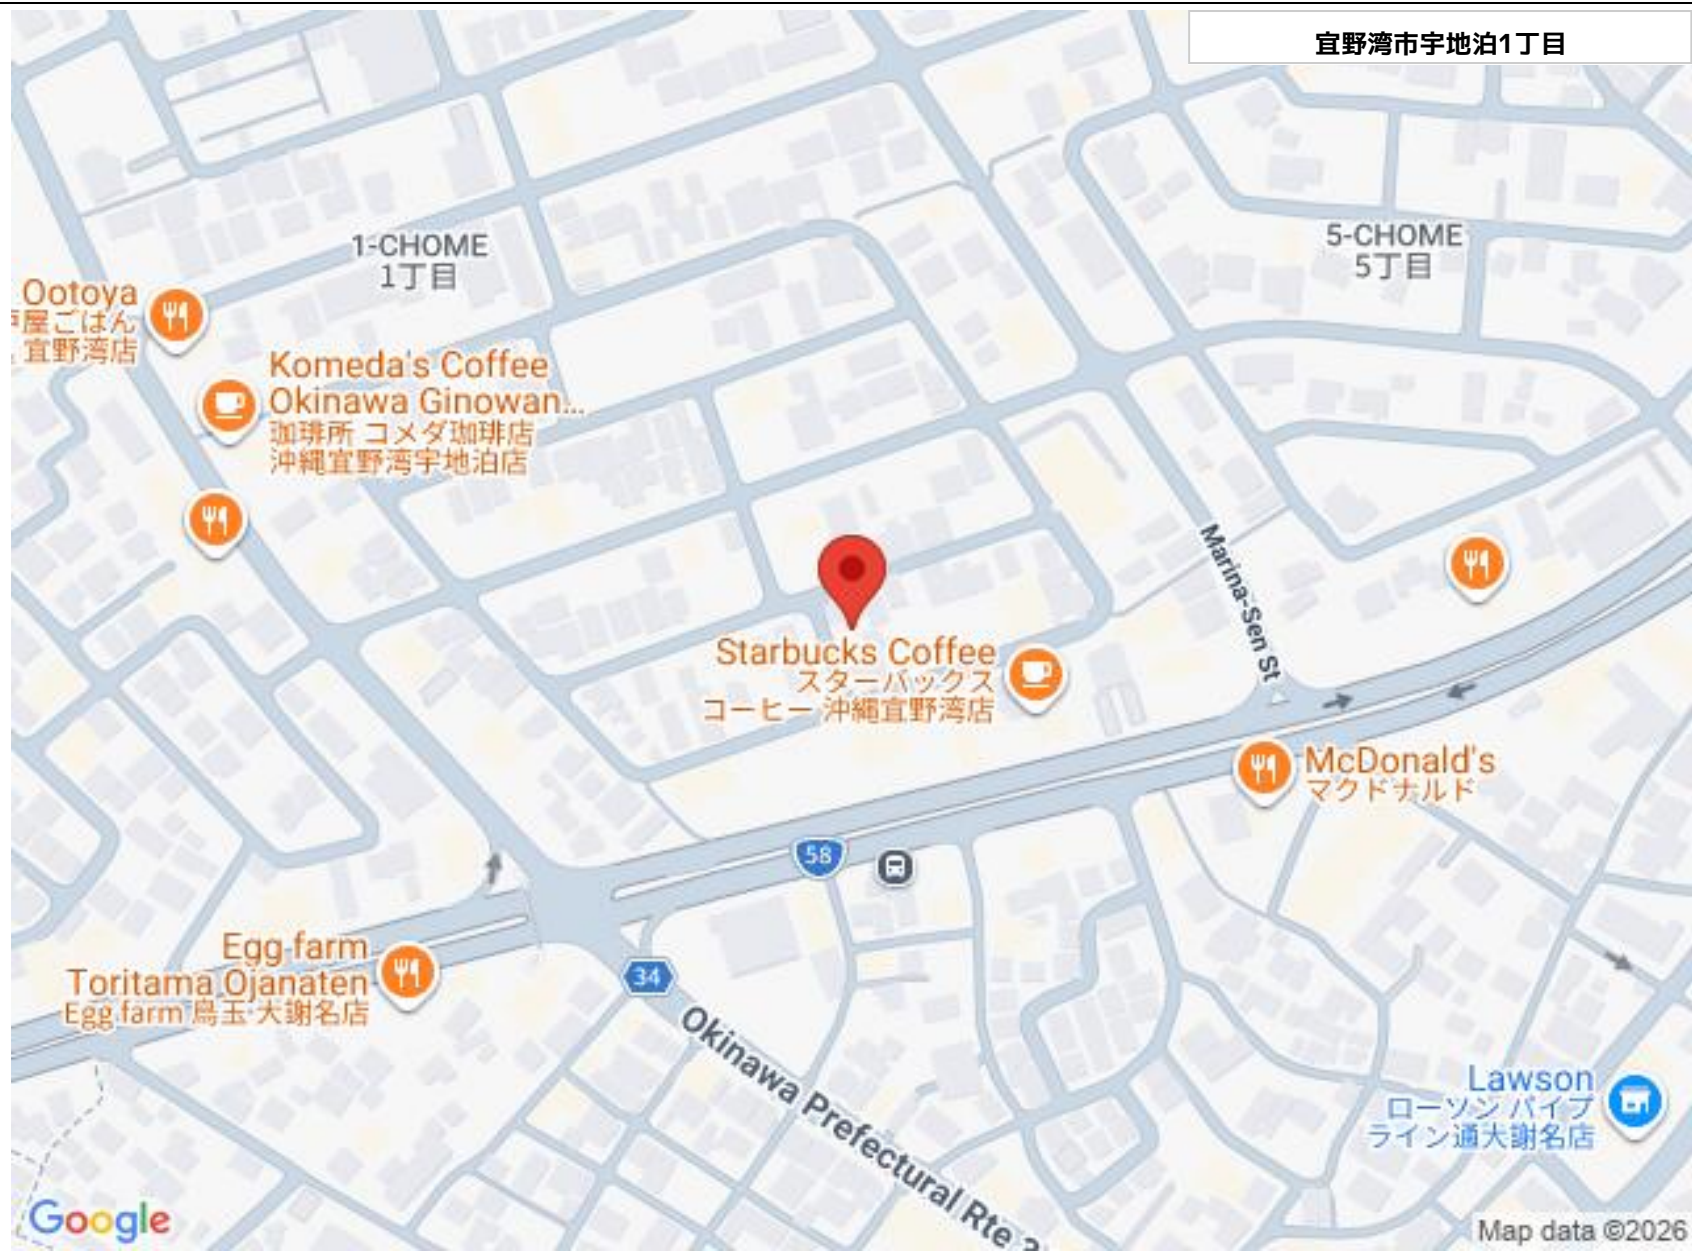 宜野湾市宇地泊1丁目
1-CHOME
1丁目
5-CHOME
5丁目
Ootoya
屋ごはん
宜野湾店
Komeda's Coffee
Okinawa Ginowan...
珈琲所 コメダ珈琲店
沖縄宜野湾宇地泊店
Marina-Sen St
Starbucks Coffee
スターバックス
コーヒー 沖縄宜野湾店
McDonald's
マクドナルド
58
Egg farm
Toritama Ojanaten
Egg farm 鳥玉 大謝名店
34
Okinawa Prefectural Rte
Lawson
ローソン パイプ
ライン通大謝名店
Google
Map data ©2026